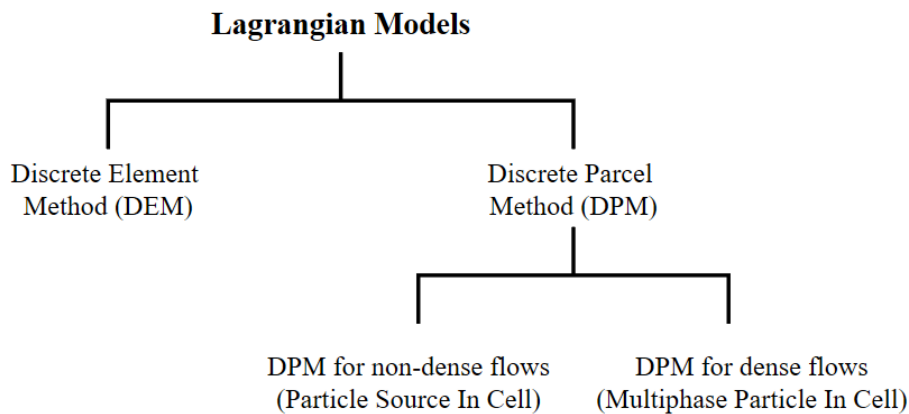 Lagrangian Models
Discrete Element
Method (DEM)
Discrete Parcel
Method (DPM)
DPM for non-dense flows
(Particle Source In Cell)
DPM for dense flows
(Multiphase Particle In Cell)